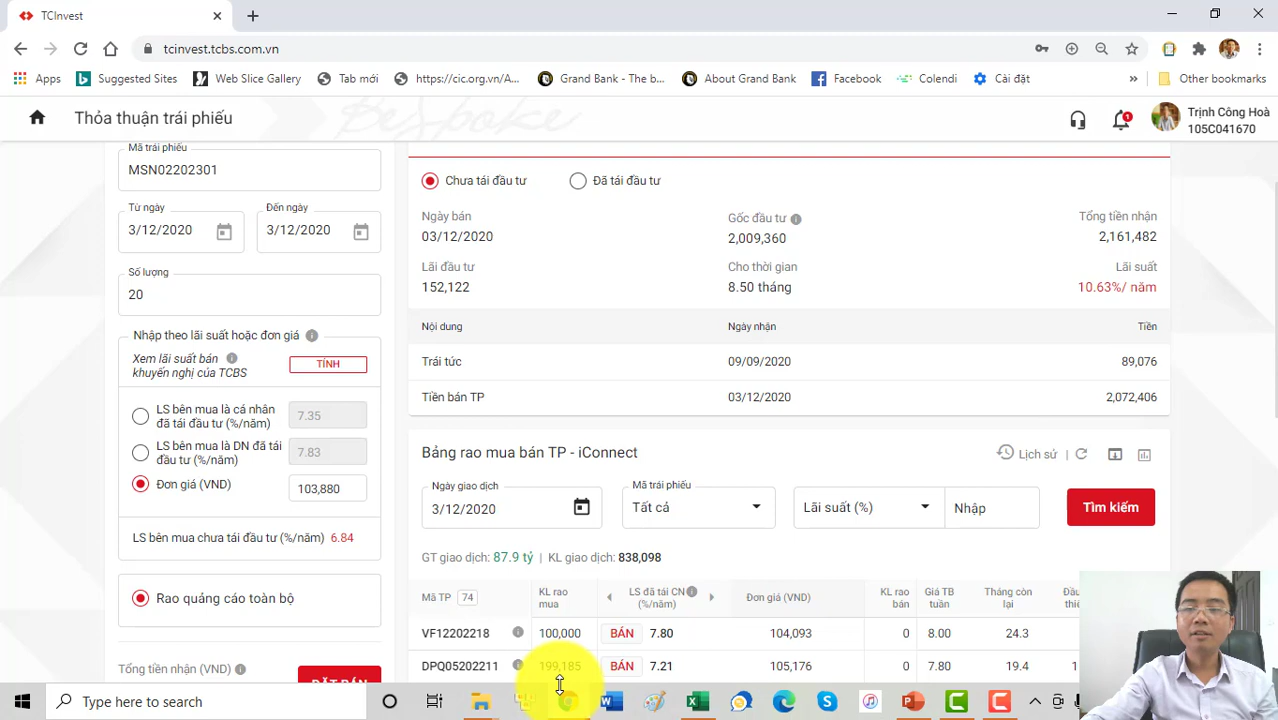 TCInvest
tcinvest.tcbs.com.vn
Apps
Suggested Sites
Web Slice Gallery
Tab mới
https://cic.org.vn/A...
Grand Bank - The b...
About Grand Bank
Facebook
Colendi
Cài đặt
»
Other bookmarks
Thỏa thuận trái phiếu
BeSpoke
1
Trịnh Công Hoà
105C041670
Mã trái phiếu
MSN02202301
Từ ngày
3/12/2020
Đến ngày
3/12/2020
Số lượng
20
Nhập theo lãi suất hoặc đơn giá
Xem lãi suất bán
khuyến nghị của TCBS
TÍNH
LS bên mua là cá nhân
đã tái đầu tư (%/năm)
7.35
LS bên mua là DN đã tái
đầu tư (%/năm)
7.83
Đơn giá (VND)
103,880
LS bên mua chưa tái đầu tư (%/năm) 6.84
Rao quảng cáo toàn bộ
Tổng tiền nhận (VND)
ĐẶT BÁN
Chưa tái đầu tư
Đã tái đầu tư
Ngày bán
03/12/2020
Gốc đầu tư
2,009,360
Tổng tiền nhận
2,161,482
Lãi đầu tư
152,122
Cho thời gian
8.50 tháng
Lãi suất
10.63%/ năm
Nội dung Ngày nhận Tiền
Trái tức 09/09/2020 89,076
Tiền bán TP 03/12/2020 2,072,406
Bảng rao mua bán TP - iConnect
Lịch sử
Ngày giao dịch
3/12/2020
Mã trái phiếu
Tất cả
Lãi suất (%)
Nhập
Tìm kiếm
GT giao dịch: 87.9 tỷ | KL giao dịch: 838,098
Mã TP 74
KL rao
mua
LS đã tái CN
(%/năm)
Đơn giá (VND)
KL rao
bán
Giá TB
tuần
Tháng còn
lại
VF12202218 100,000 BÁN 7.80 104,093 0 8.00 24.3
DPQ05202211 199,185 BÁN 7.21 105,176 0 7.80 19.4
Type here to search